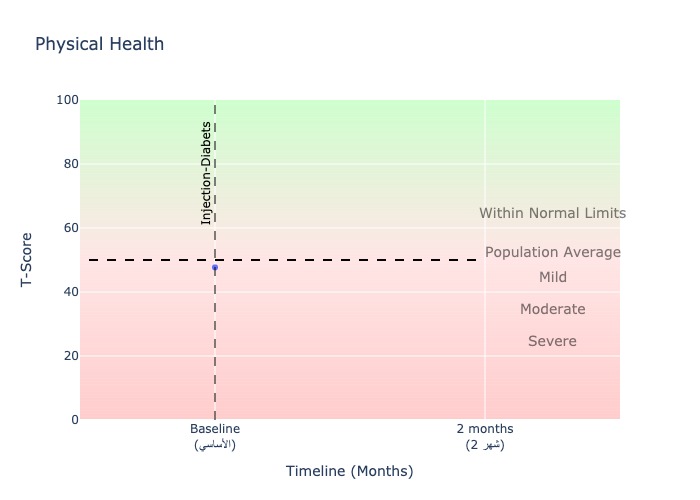 Physical Health
100
80
60
40
20
0
T-Score
Injection-Diabets
Within Normal Limits
Population Average
Mild
Moderate
Severe
Baseline
(الأساسي)
2 months
(2 شهر)
Timeline (Months)